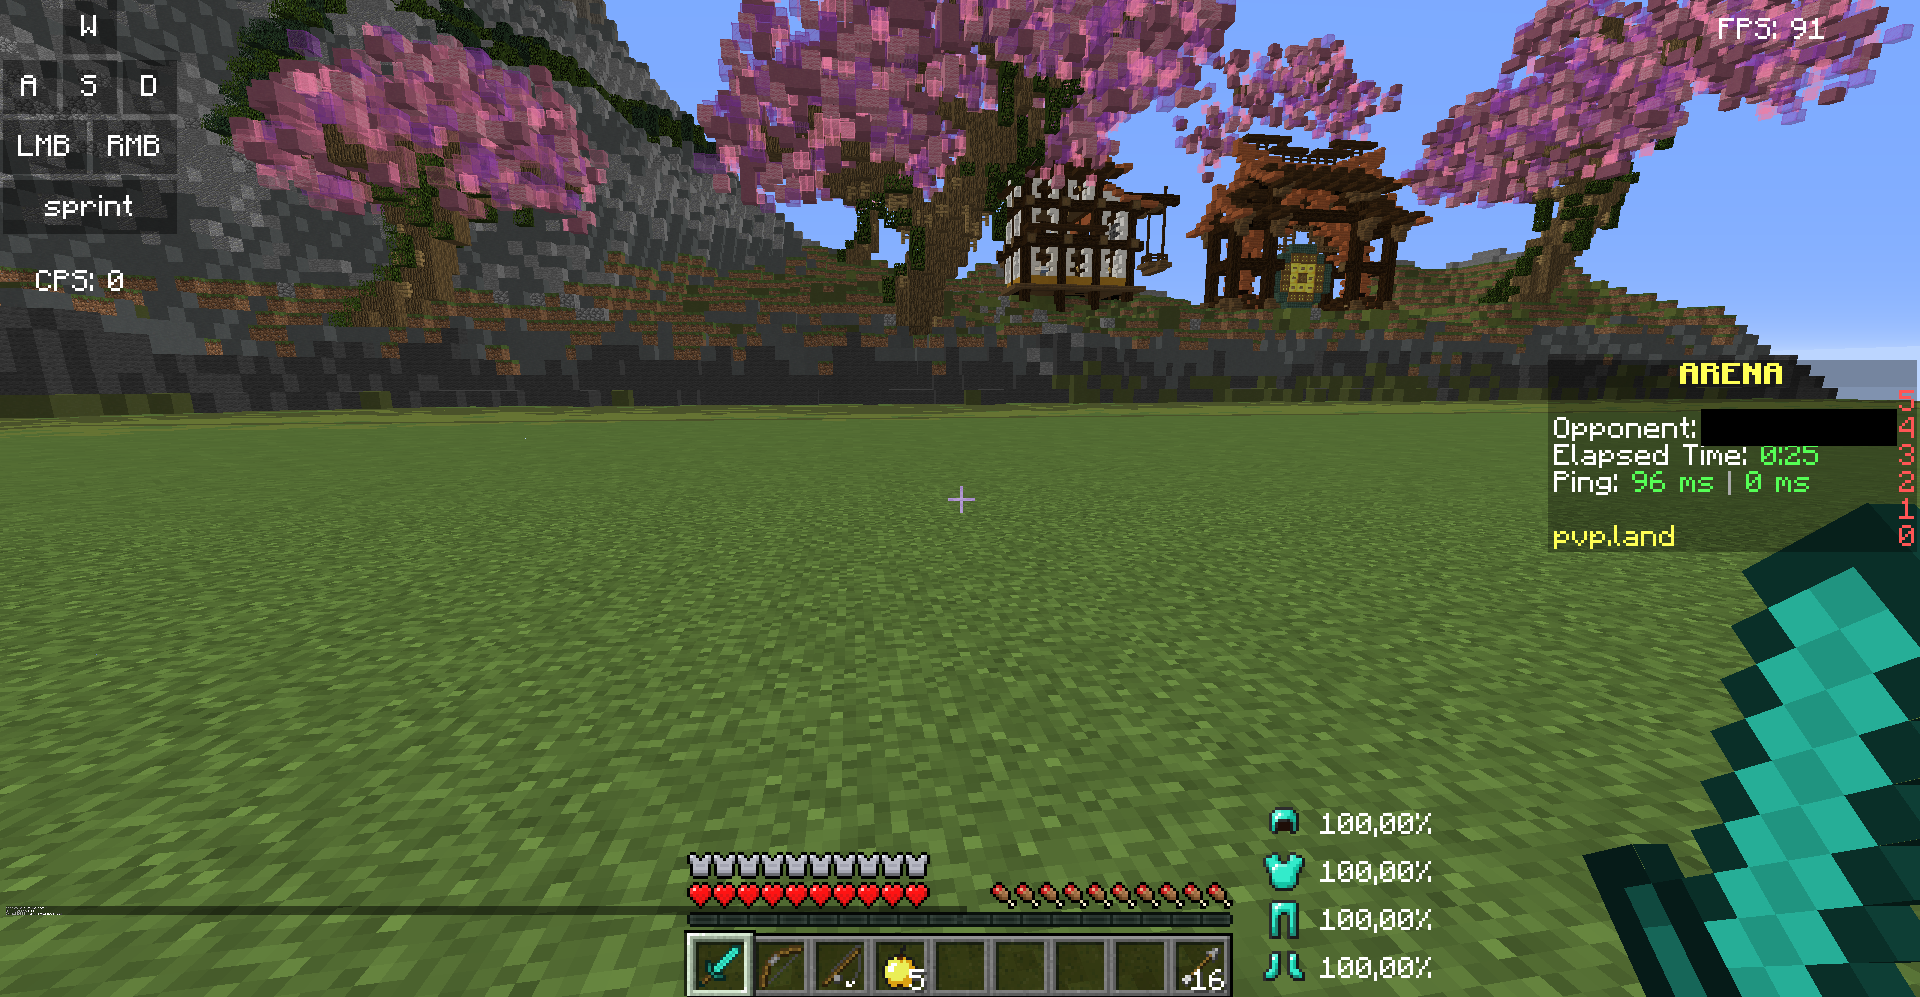 W
FPS: 91
A S D
LMB RMB
sprint
CPS: 0
ARENA
5
Opponent: 4
Elapsed Time: 0:25 3
Ping: 96 ms | 0 ms 2
1
pvp.land 0
100,00%
100,00%
100,00%
100,00%
5
16